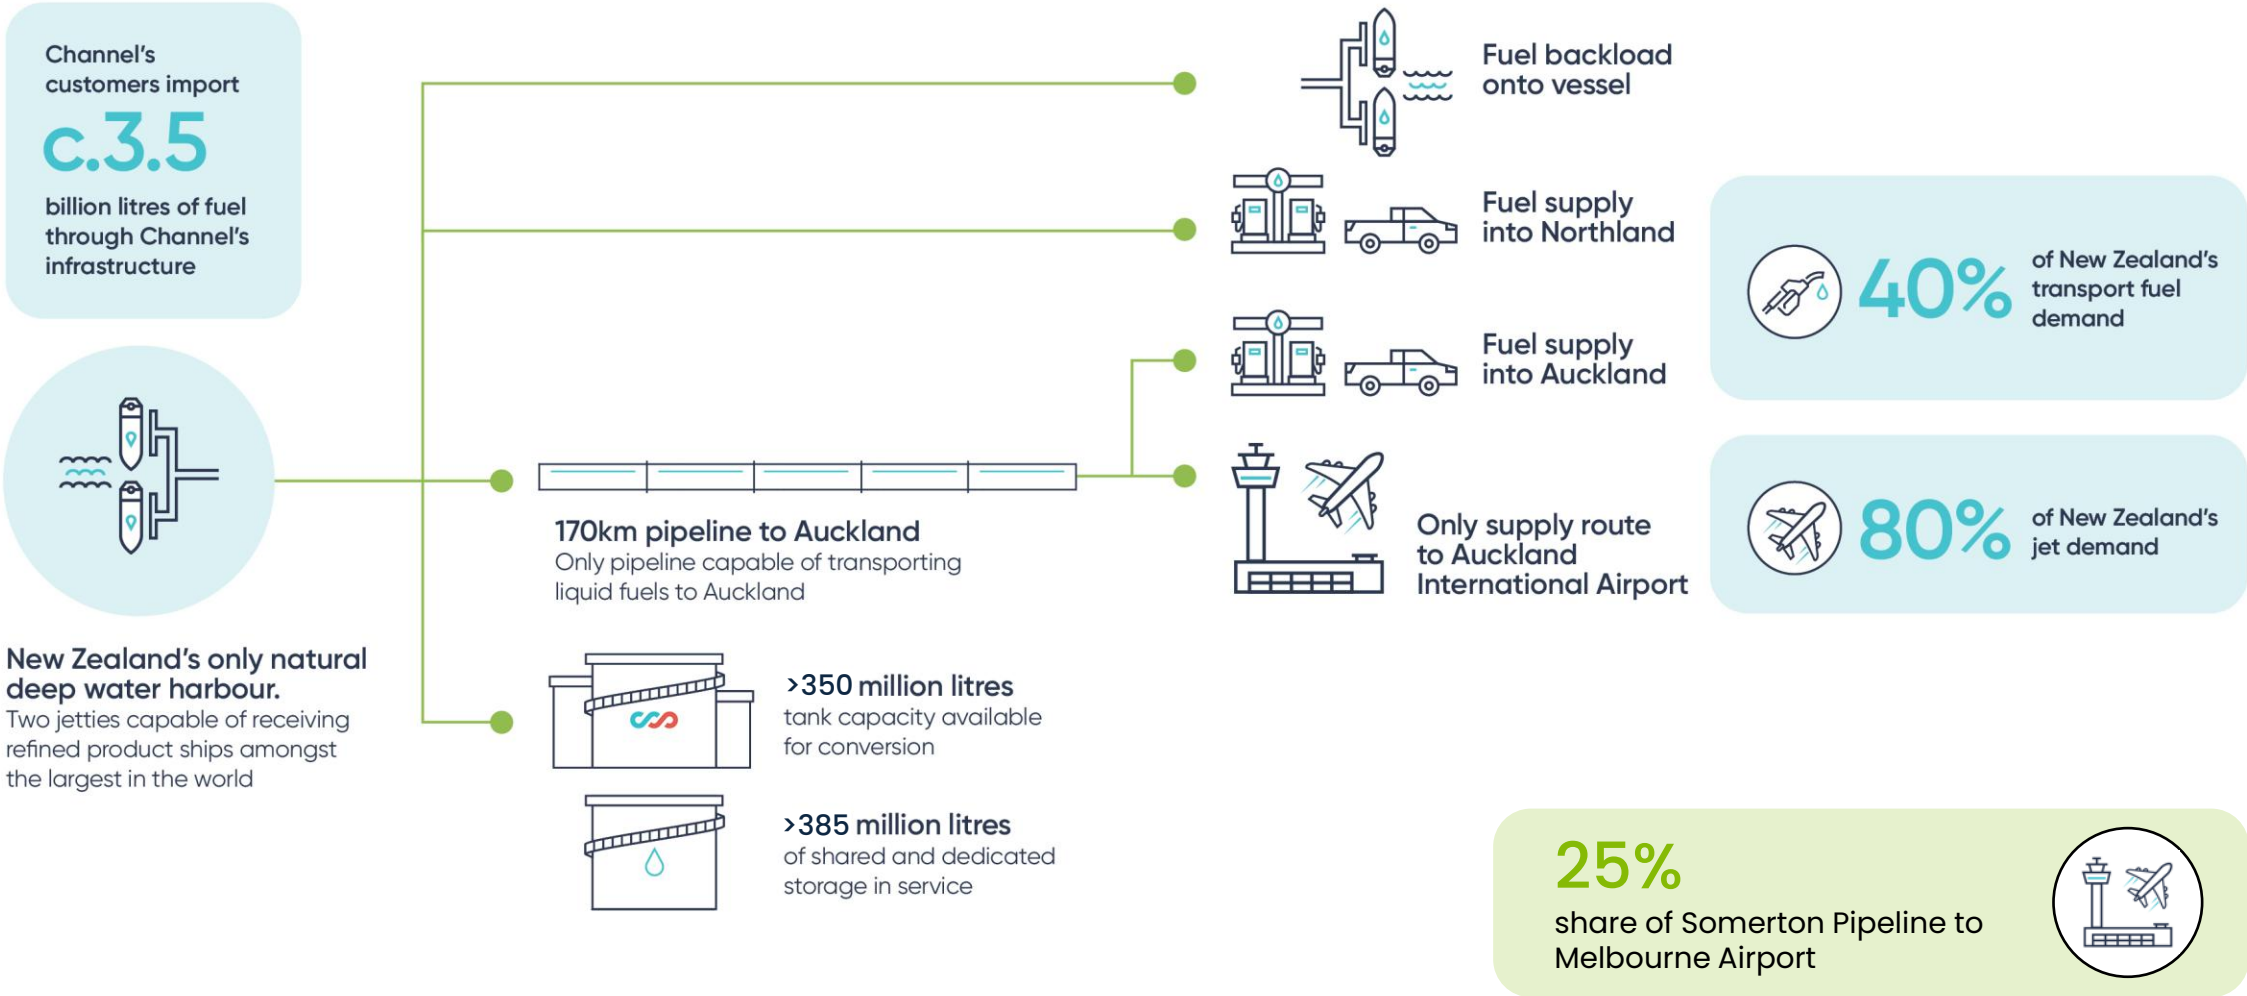 Channel's
customers import
c.3.5
billion litres of fuel
through Channel's
infrastructure
New Zealand's only natural
deep water harbour.
Two jetties capable of receiving
refined product ships amongst
the largest in the world
170km pipeline to Auckland
Only pipeline capable of transporting
liquid fuels to Auckland
>350 million litres
tank capacity available
for conversion
>385 million litres
of shared and dedicated
storage in service
Fuel backload
onto vessel
Fuel supply
into Northland
Fuel supply
into Auckland
Only supply route
to Auckland
International Airport
40%
of New Zealand's
transport fuel
demand
80%
of New Zealand's
jet demand
25%
share of Somerton Pipeline to
Melbourne Airport